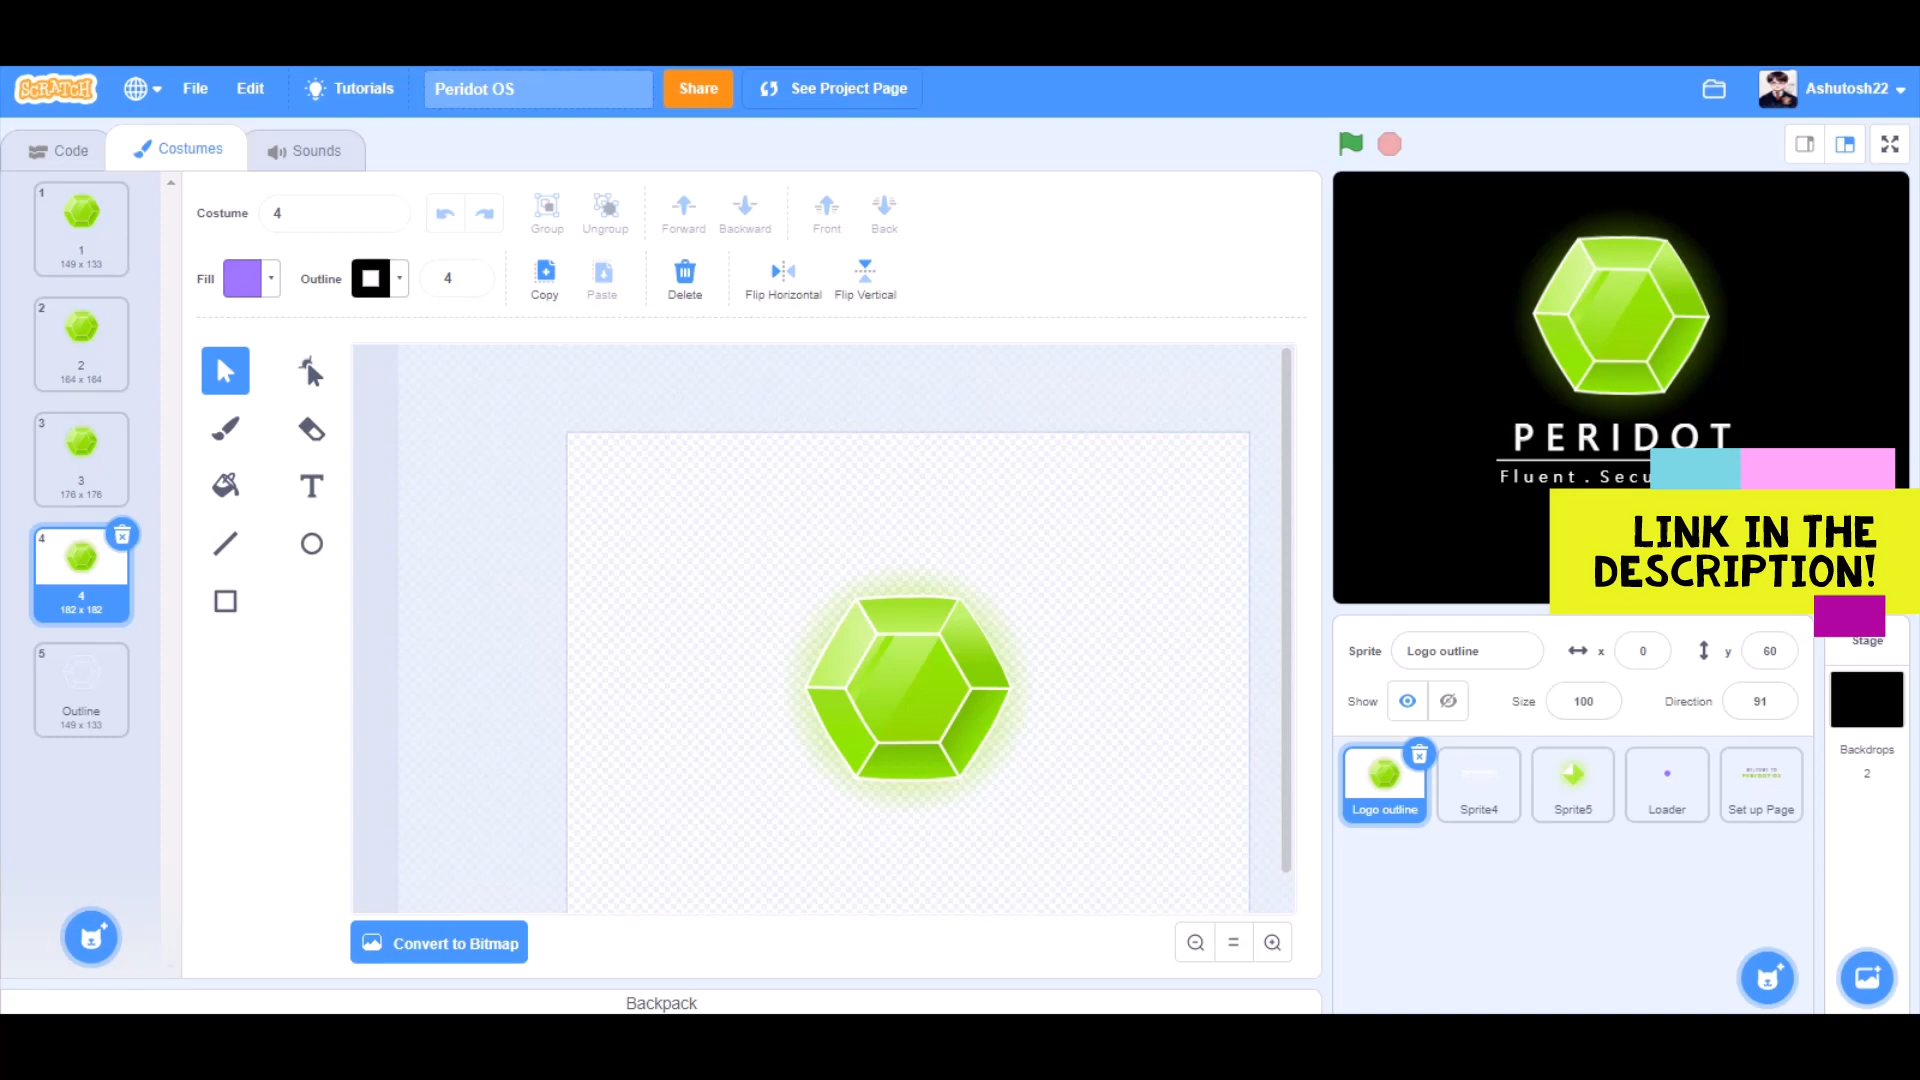 SCRATCH
File
Edit
Tutorials
Peridot OS
Share
See Project Page
Ashutosh22
Code
Costumes
Sounds
1
1
149 x 133
2
2
164 x 164
3
3
176 x 176
4
4
182 x 182
5
Outline
149 x 133
Costume
4
Group
Ungroup
Forward
Backward
Front
Back
Fill
Outline
4
Copy
Paste
Delete
Flip Horizontal
Flip Vertical
T
Convert to Bitmap
Backpack
PERIDOT
Fluent . Secu
LINK IN THE
DESCRIPTION!
Sprite
Logo outline
x
0
y
60
Show
Size
100
Direction
91
Stage
Backdrops
2
Logo outline
Sprite4
Sprite5
Loader
WELCOME TO
PERIDOT OS
Set up Page